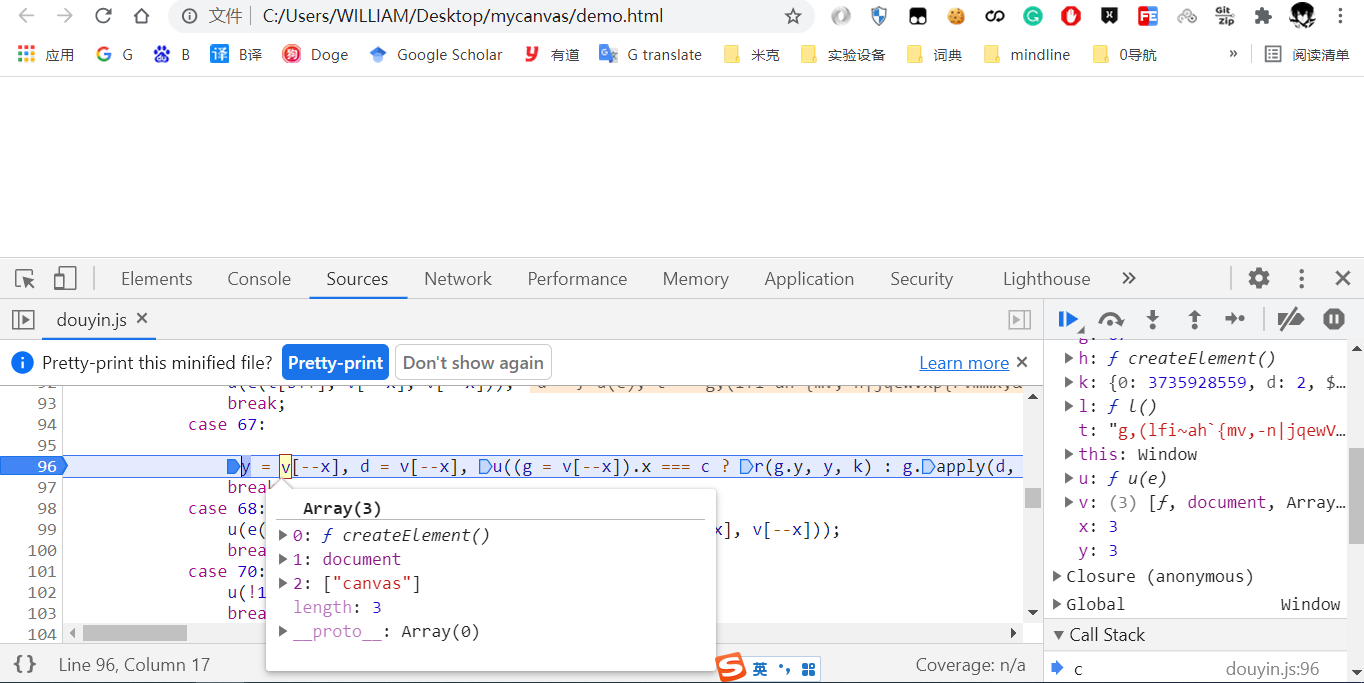 文件 C:/Users/WILLIAM/Desktop/mycanvas/demo.html
应用 G B B译 Doge Google Scholar 有道 G translate 米克 实验设备 词典 mindline 0导航 » 阅读清单
Elements Console Sources Network Performance Memory Application Security Lighthouse »
douyin.js ×
Pretty-print this minified file? Pretty-print Don't show again Learn more ×
93 break;
94 case 67:
95
96 y = v[--x], d = v[--x], u((g = v[--x]).x === c ? r(g.y, y, k) : g.apply(d,
97 break
98 case 68:
99 u(e( x], v[--x]));
100 brea
101 case 70:
102 u(!1
103 brea
104
Array(3)
0: ƒ createElement()
1: document
2: ["canvas"]
length: 3
__proto__: Array(0)
{} Line 96, Column 17 英 Coverage: n/a
h: ƒ createElement()
k: {0: 3735928559, d: 2, $…
l: ƒ l()
t: "g,(lfi~ah`{mv,-n|jqewV…
this: Window
u: ƒ u(e)
v: (3) [ƒ, document, Array…
x: 3
y: 3
Closure (anonymous)
Global Window
Call Stack
c douyin.js:96